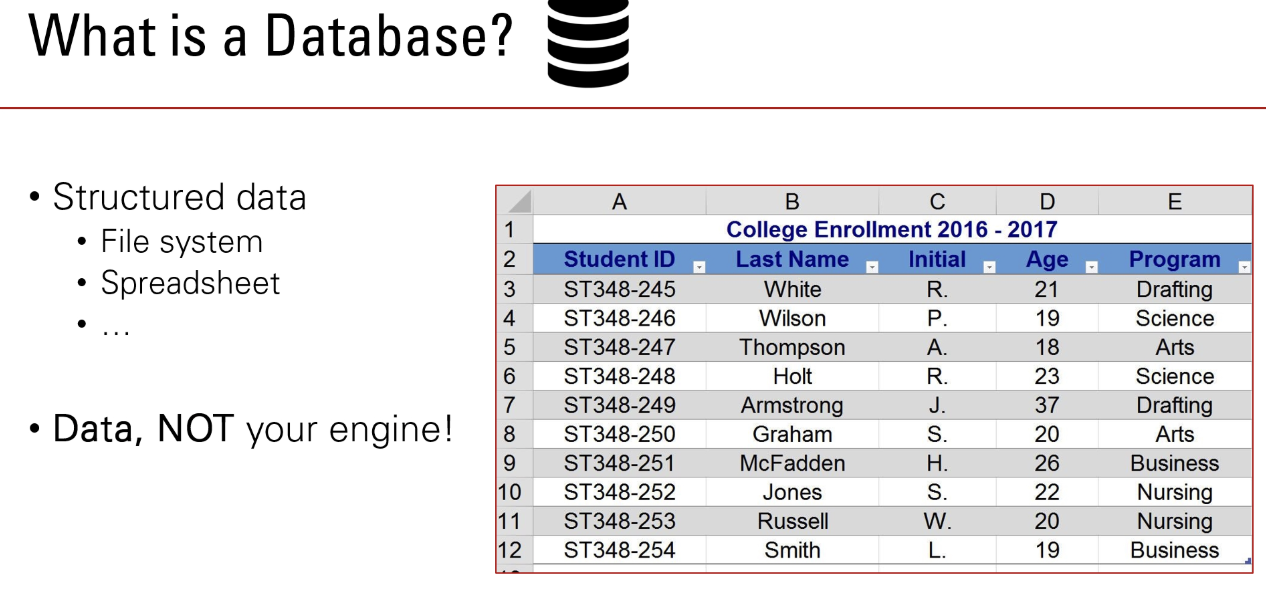 What is a Database?
• Structured data
• File system
• Spreadsheet
• ...
• Data, NOT your engine!
A B C D E
1 College Enrollment 2016 - 2017
2 Student ID Last Name Initial Age Program
3 ST348-245 White R. 21 Drafting
4 ST348-246 Wilson P. 19 Science
5 ST348-247 Thompson A. 18 Arts
6 ST348-248 Holt R. 23 Science
7 ST348-249 Armstrong J. 37 Drafting
8 ST348-250 Graham S. 20 Arts
9 ST348-251 McFadden H. 26 Business
10 ST348-252 Jones S. 22 Nursing
11 ST348-253 Russell W. 20 Nursing
12 ST348-254 Smith L. 19 Business